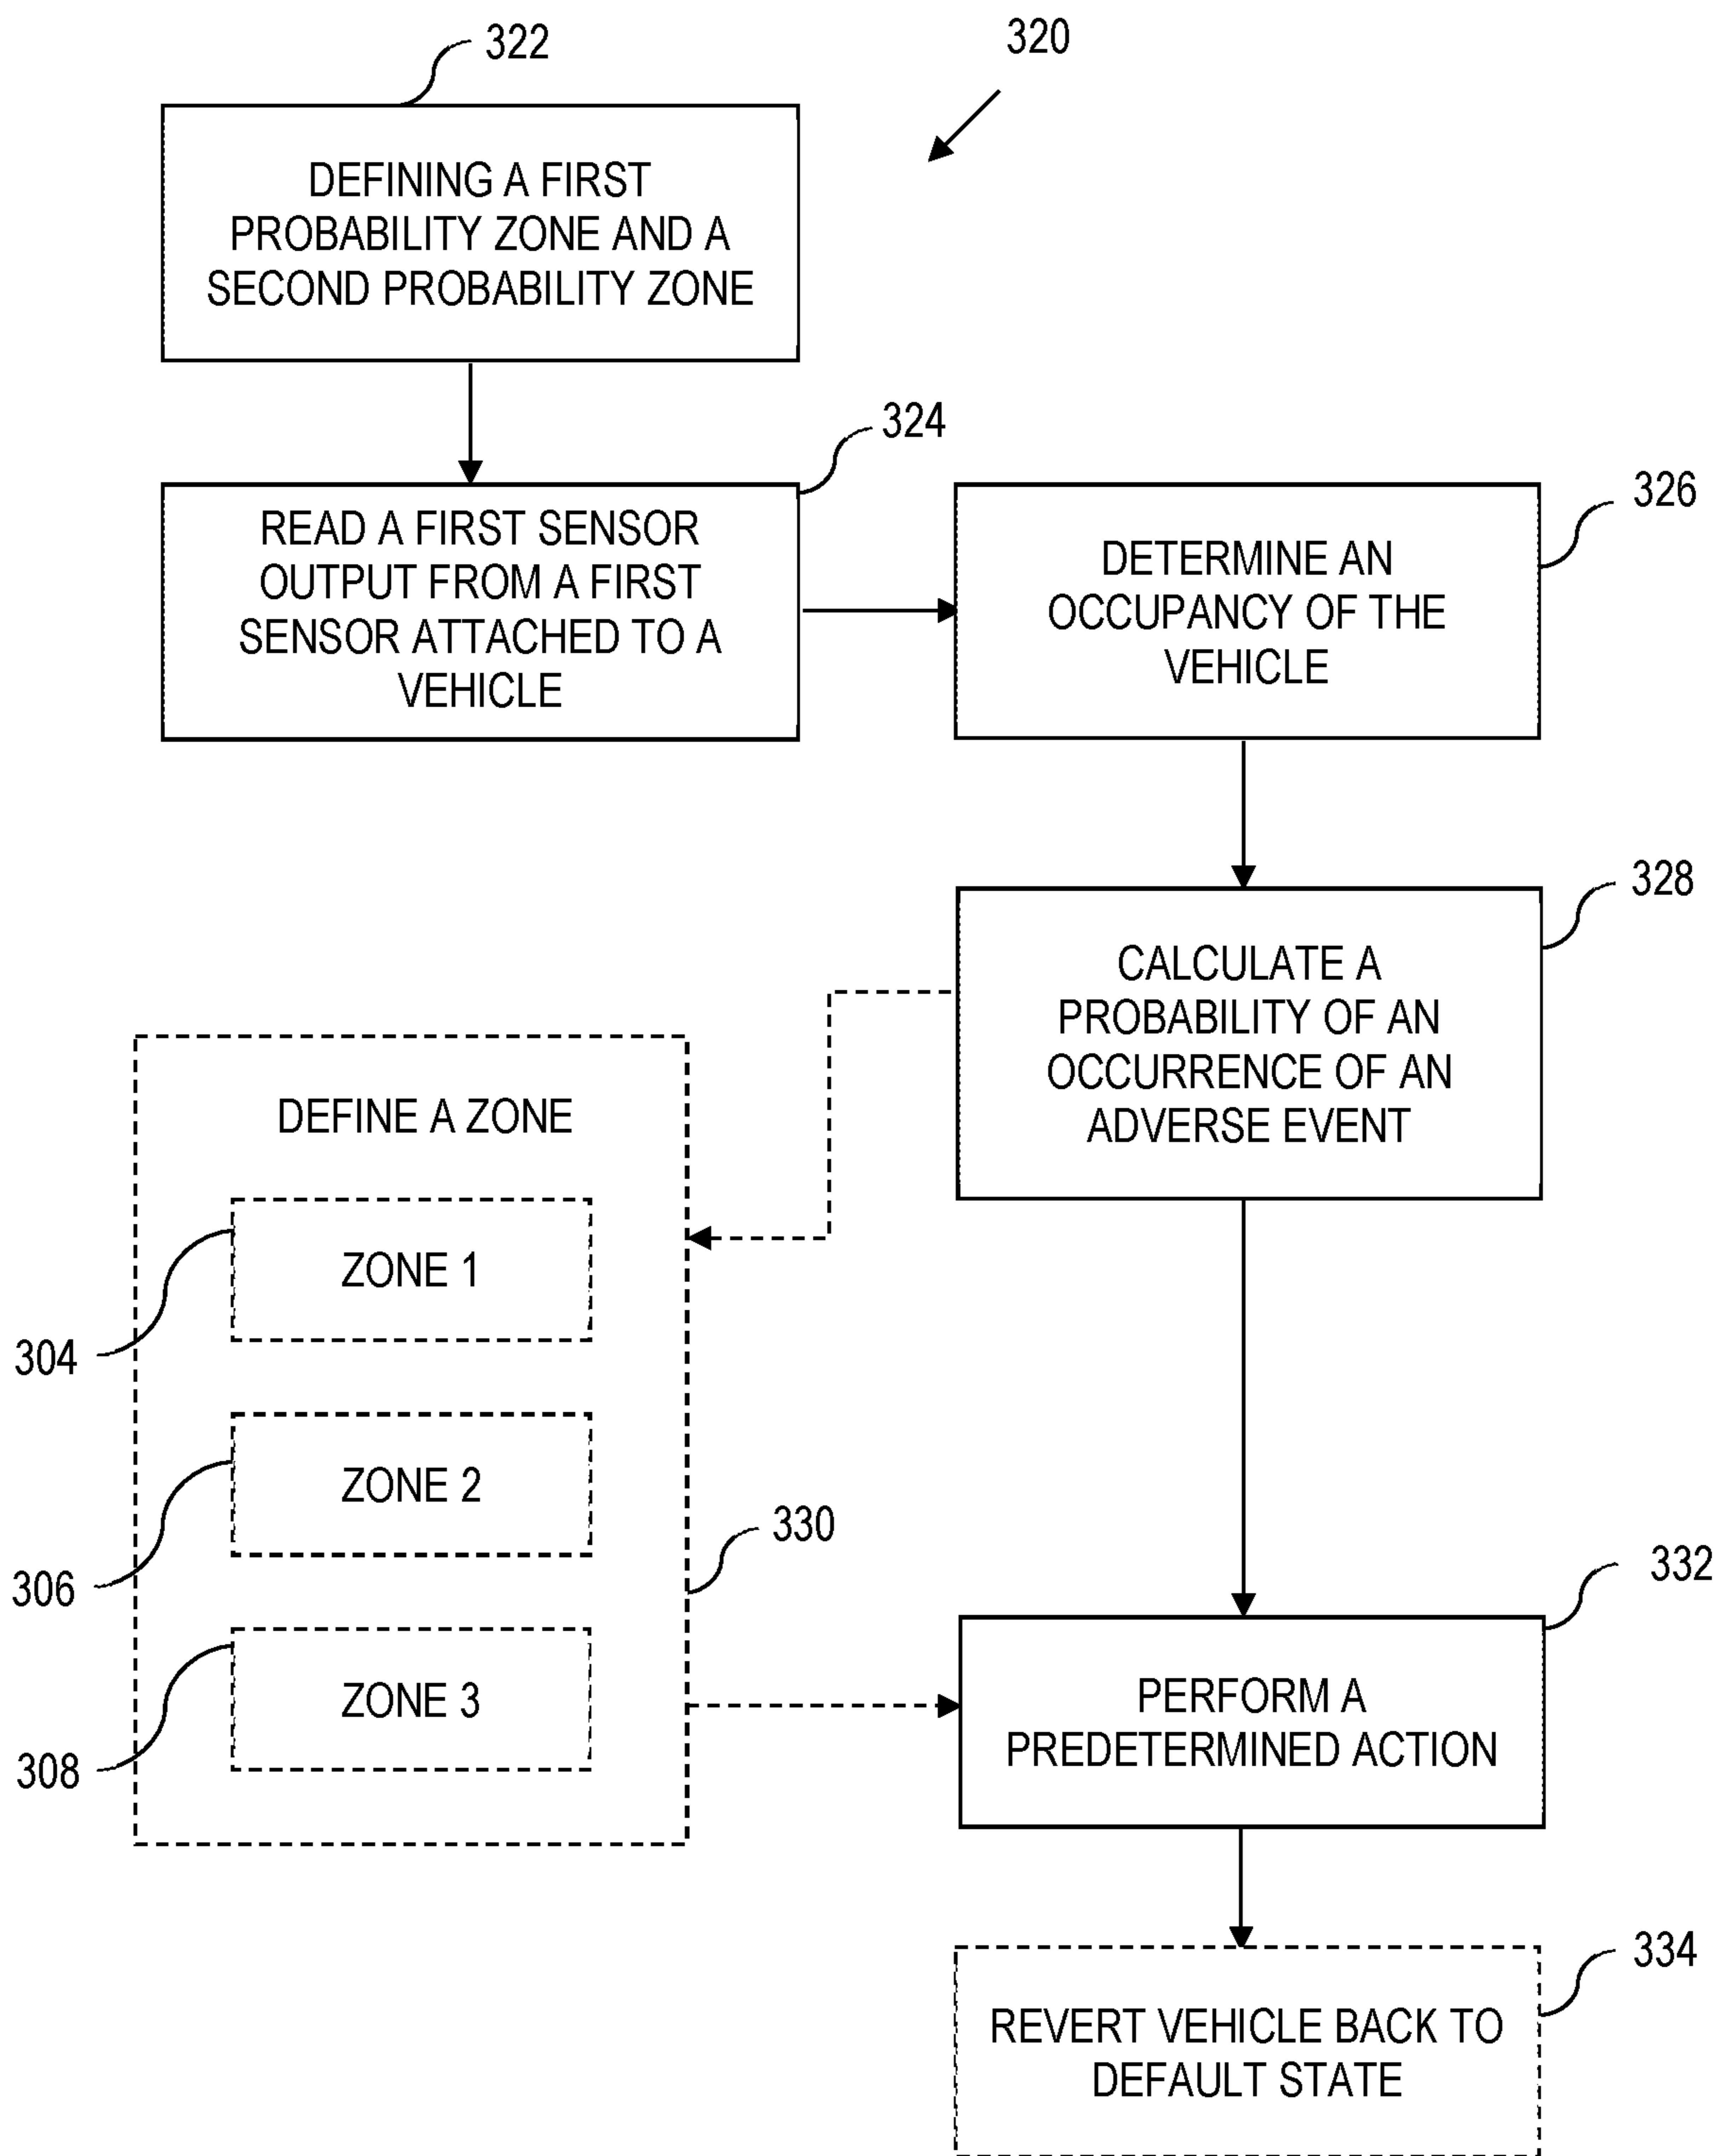 322
320
DEFINING A FIRST
PROBABILITY ZONE AND A
SECOND PROBABILITY ZONE
324
READ A FIRST SENSOR
OUTPUT FROM A FIRST
SENSOR ATTACHED TO A
VEHICLE
326
DETERMINE AN
OCCUPANCY OF THE
VEHICLE
328
CALCULATE A
PROBABILITY OF AN
OCCURRENCE OF AN
ADVERSE EVENT
DEFINE A ZONE
ZONE 1
304
ZONE 2
306
330
ZONE 3
308
332
PERFORM A
PREDETERMINED ACTION
334
REVERT VEHICLE BACK TO
DEFAULT STATE